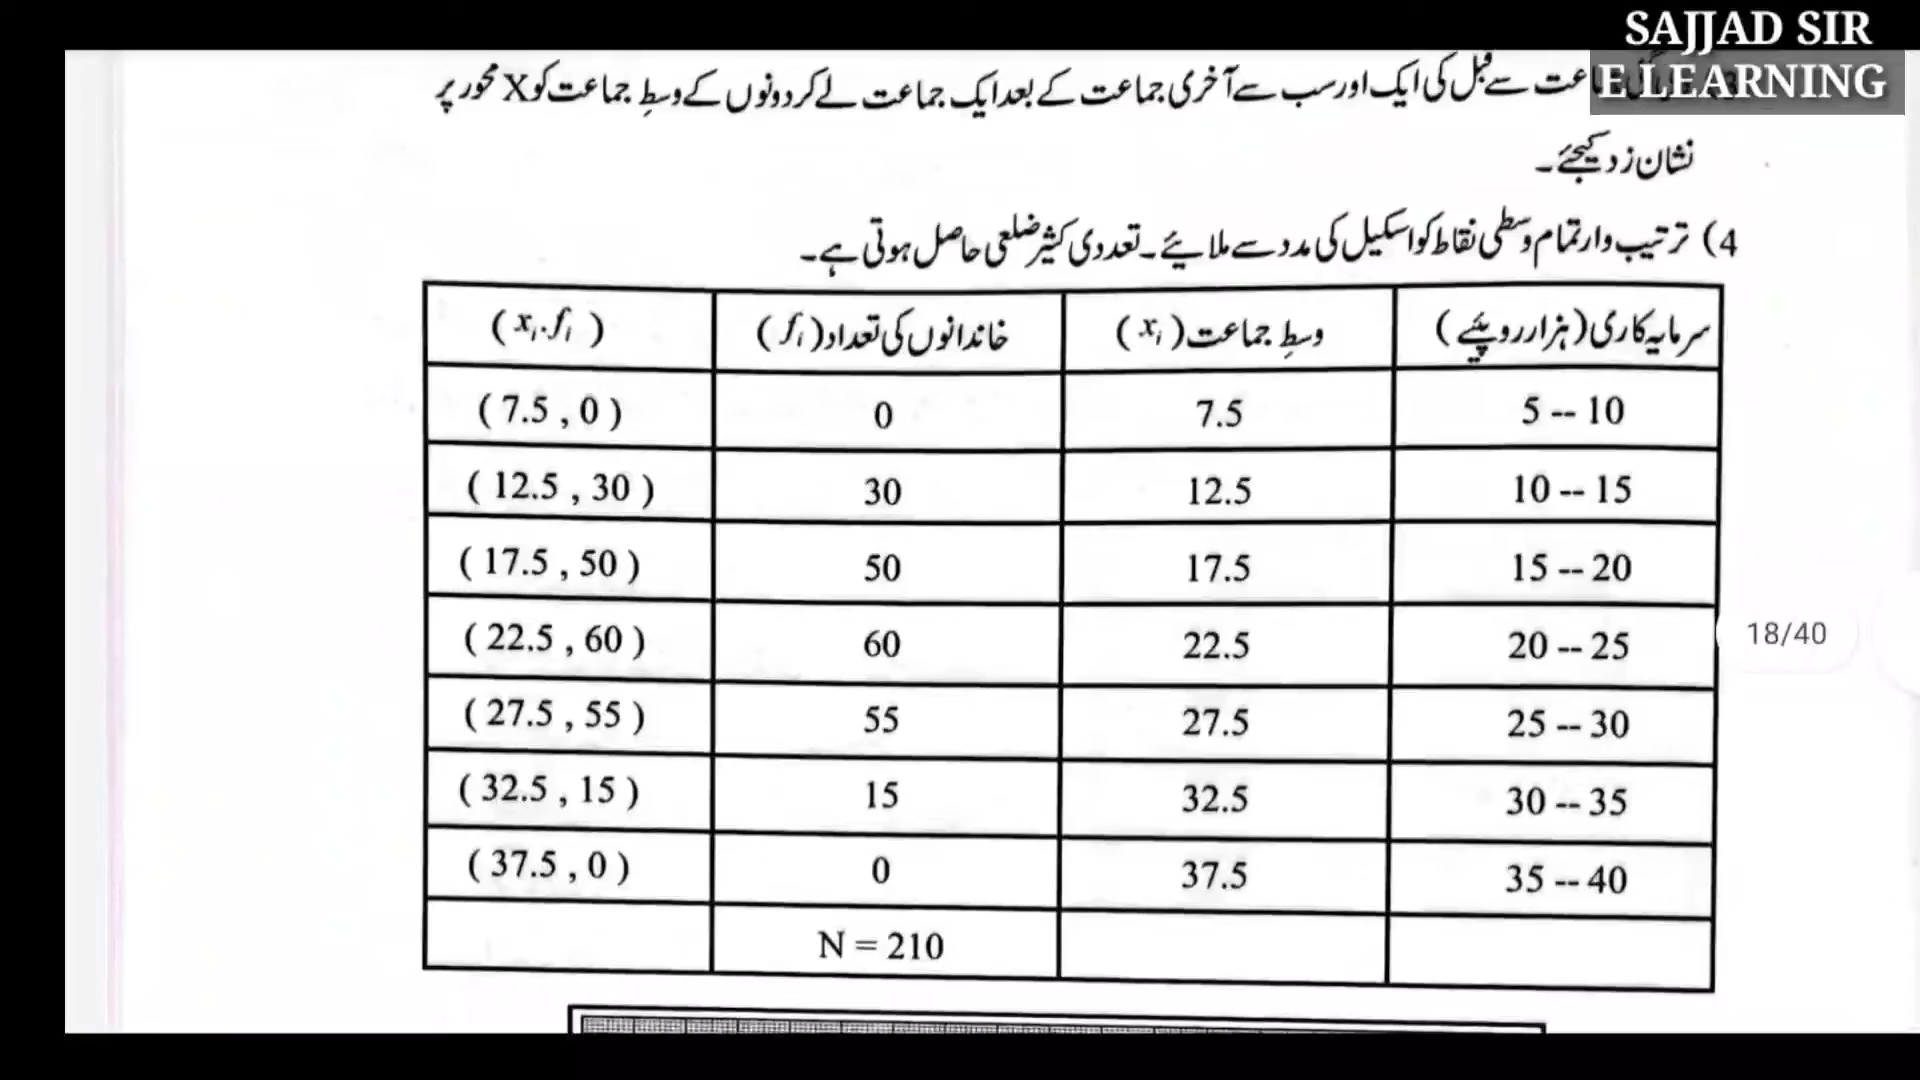 SAJJAD SIR
E LEARNING
سے قبل کی ایک اور سب سے آخری جماعت کے بعد ایک جماعت لے کر دونوں کے وسطِ جماعت کو X محور پر
نشان زد کیجئے۔
4) ترتیب وار تمام وسطی نقاط کو اسکیل کی مدد سے ملائیے۔ تعددی کثیر ضلعی حاصل ہوتی ہے۔
سرمایہ کاری (ہزار روپئیے) وسطِ جماعت (xi) خاندانوں کی تعداد (fi) (xi.fi)
5 -- 10 7.5 0 (7.5 , 0)
10 -- 15 12.5 30 (12.5 , 30)
15 -- 20 17.5 50 (17.5 , 50)
20 -- 25 22.5 60 (22.5 , 60)
25 -- 30 27.5 55 (27.5 , 55)
30 -- 35 32.5 15 (32.5 , 15)
35 -- 40 37.5 0 (37.5 , 0)
N = 210
18/40